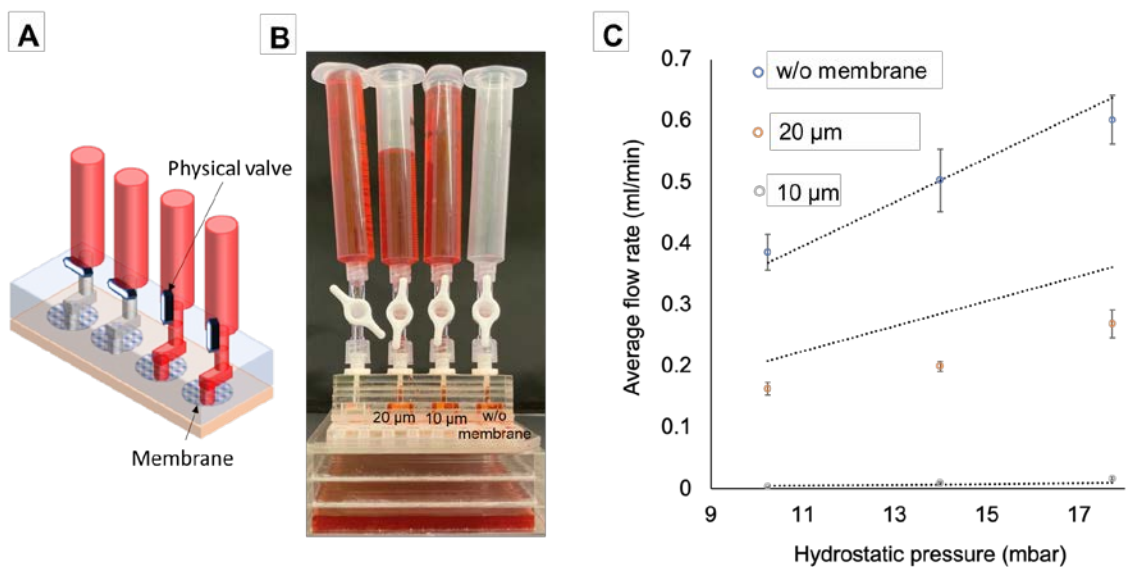 A
Physical valve
Membrane
B
20 µm
10 µm
w/o
membrane
C
Average flow rate (ml/min)
0.7
0.6
0.5
0.4
0.3
0.2
0.1
0
w/o membrane
20 µm
10 µm
9
11
13
15
17
Hydrostatic pressure (mbar)